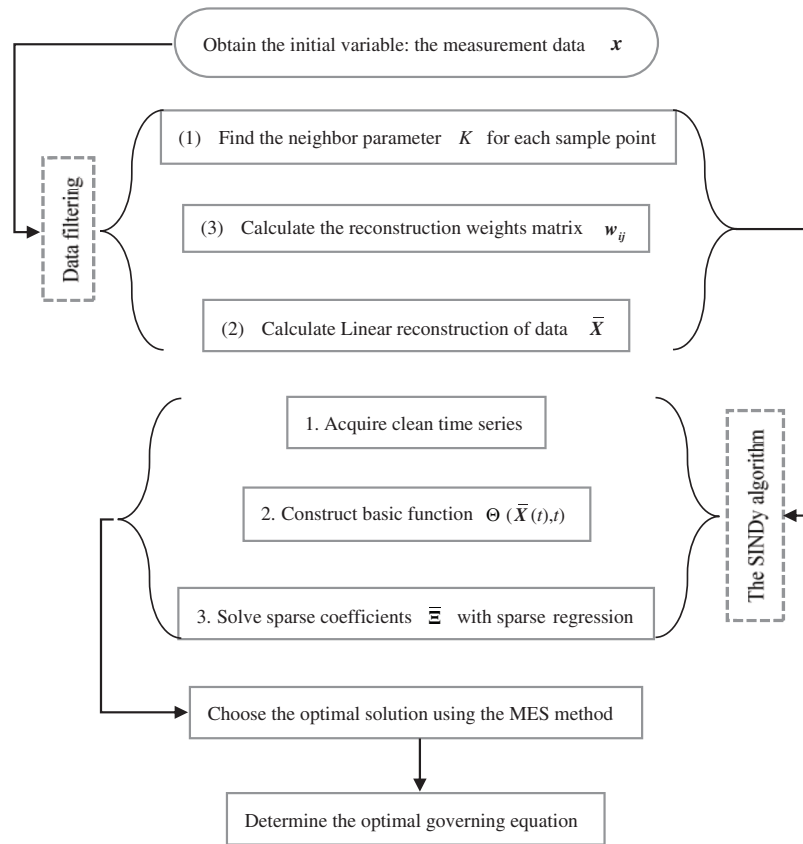 Obtain the initial variable: the measurement data x
Data filtering
(1) Find the neighbor parameter K for each sample point
(3) Calculate the reconstruction weights matrix w_ij
(2) Calculate Linear reconstruction of data X̄
1. Acquire clean time series
2. Construct basic function Θ (X̄(t),t)
3. Solve sparse coefficients Ξ̄ with sparse regression
The SINDy algorithm
Choose the optimal solution using the MES method
Determine the optimal governing equation